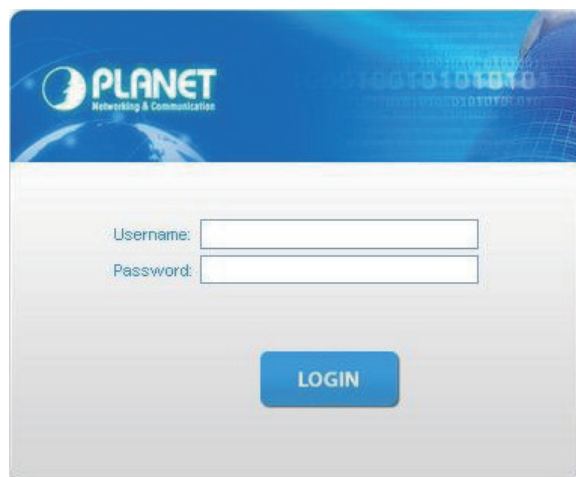 PLANET
Networking & Communication
Username:
Password:
LOGIN